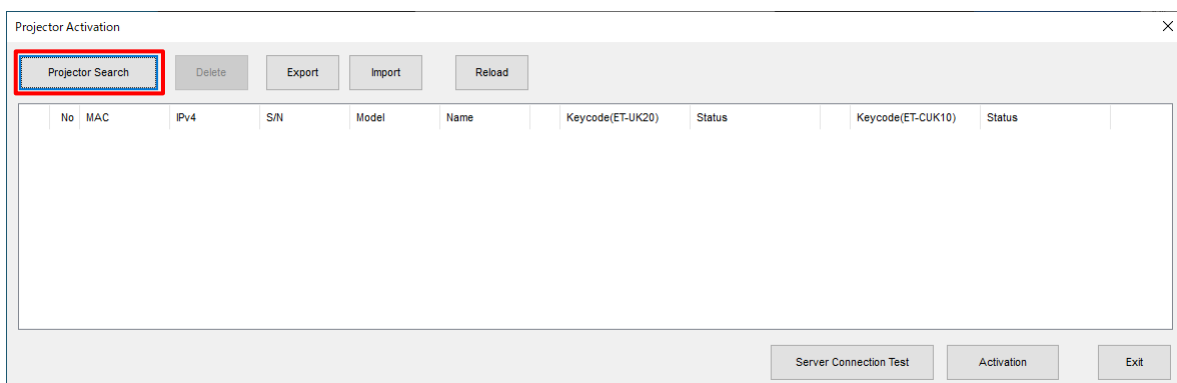 Projector Activation
Projector Search Delete Export Import Reload
No MAC IPv4 S/N Model Name Keycode(ET-UK20) Status Keycode(ET-CUK10) Status
Server Connection Test Activation Exit